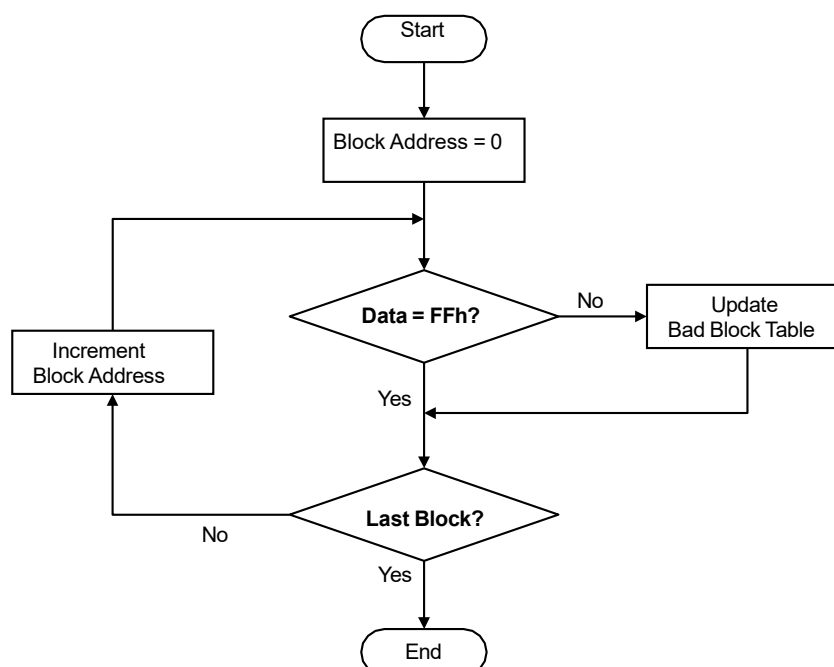 Start
Block Address = 0
Data = FFh?
No
Update
Bad Block Table
Increment
Block Address
Yes
Last Block?
No
Yes
End